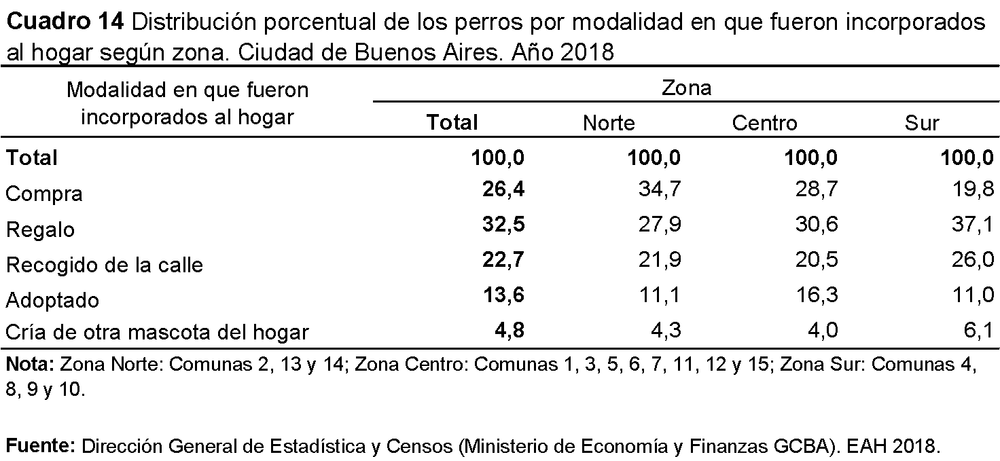 Cuadro 14 Distribución porcentual de los perros por modalidad en que fueron incorporados
al hogar según zona. Ciudad de Buenos Aires. Año 2018
Modalidad en que fueron
incorporados al hogar
Zona
Total Norte Centro Sur
Total 100,0 100,0 100,0 100,0
Compra 26,4 34,7 28,7 19,8
Regalo 32,5 27,9 30,6 37,1
Recogido de la calle 22,7 21,9 20,5 26,0
Adoptado 13,6 11,1 16,3 11,0
Cría de otra mascota del hogar 4,8 4,3 4,0 6,1
Nota: Zona Norte: Comunas 2, 13 y 14; Zona Centro: Comunas 1, 3, 5, 6, 7, 11, 12 y 15; Zona Sur: Comunas 4,
8, 9 y 10.
Fuente: Dirección General de Estadística y Censos (Ministerio de Economía y Finanzas GCBA). EAH 2018.